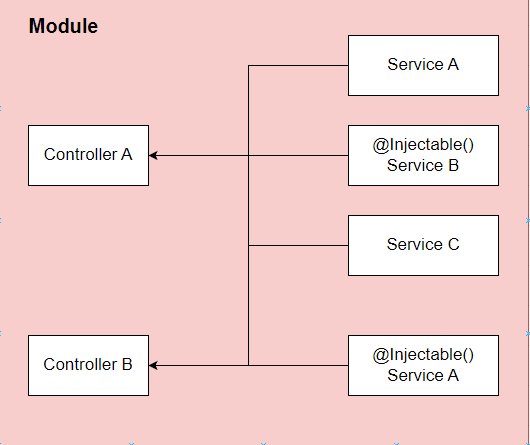 Module
Service A
Controller A
@Injectable()
Service B
Service C
Controller B
@Injectable()
Service A